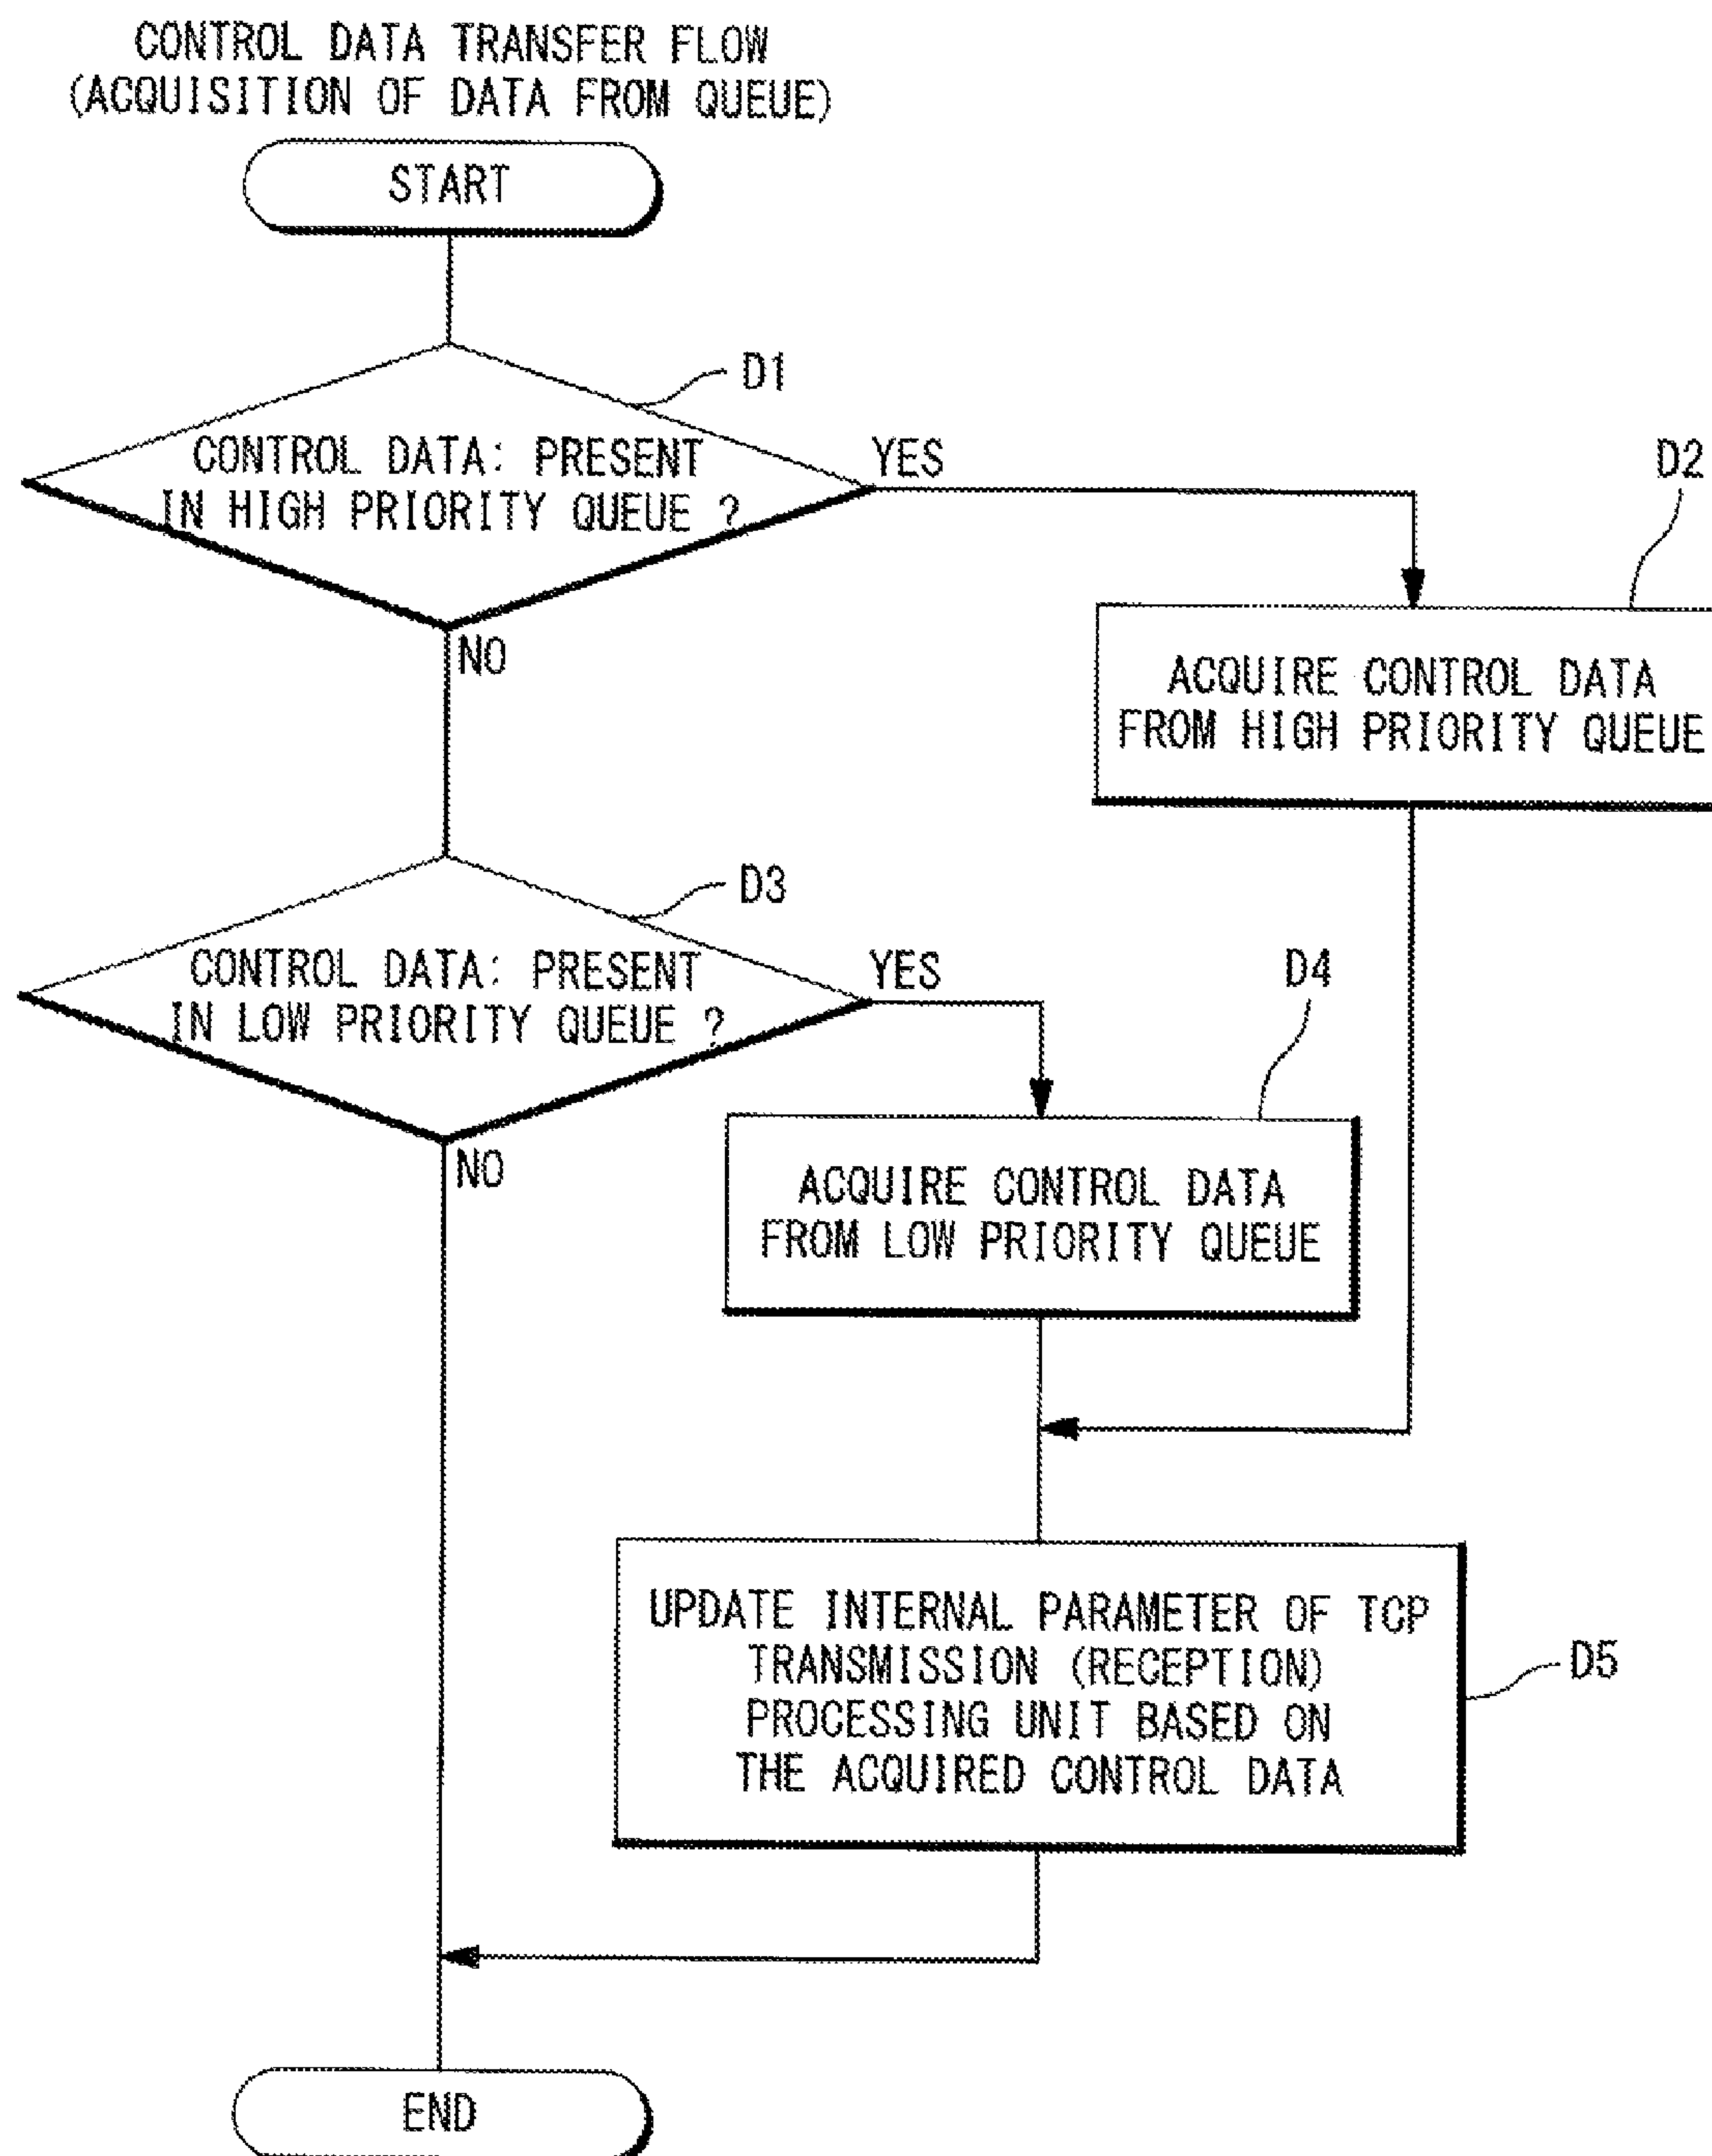 CONTROL DATA TRANSFER FLOW
(ACQUISITION OF DATA FROM QUEUE)
START
D1
CONTROL DATA: PRESENT
IN HIGH PRIORITY QUEUE ?
YES
NO
D2
ACQUIRE CONTROL DATA
FROM HIGH PRIORITY QUEUE
D3
CONTROL DATA: PRESENT
IN LOW PRIORITY QUEUE ?
YES
NO
D4
ACQUIRE CONTROL DATA
FROM LOW PRIORITY QUEUE
UPDATE INTERNAL PARAMETER OF TCP
TRANSMISSION (RECEPTION)
PROCESSING UNIT BASED ON
THE ACQUIRED CONTROL DATA
D5
END